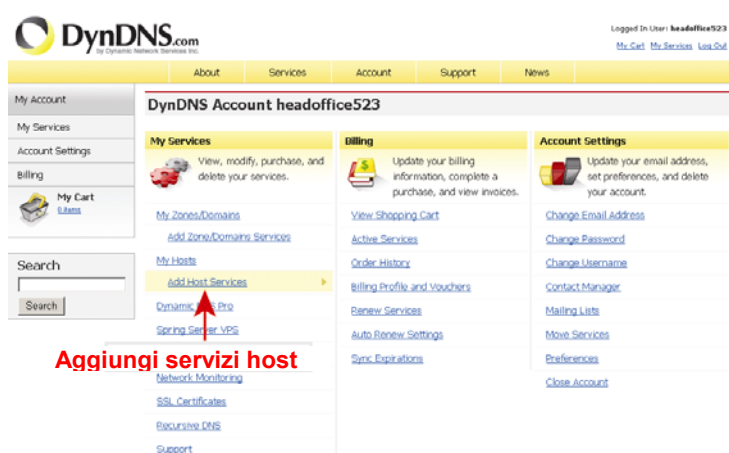 DynDNS.com
by Dynamic Network Services Inc.
Logged In User: headoffice523
My Cart My Services Log Out
About Services Account Support News
My Account
My Services
Account Settings
Billing
My Cart
0 items
Search
Search
DynDNS Account headoffice523
My Services
View, modify, purchase, and
delete your services.
My Zones/Domains
Add Zone/Domains Services
My Hosts
Add Host Services
Dynamic DNS Pro
Spring Server VPS
Aggiungi servizi host
Network Monitoring
SSL Certificates
Recursive DNS
Support
Billing
Update your billing
information, complete a
purchase, and view invoices.
View Shopping Cart
Active Services
Order History
Billing Profile and Vouchers
Renew Services
Auto Renew Settings
Sync Expirations
Account Settings
Update your email address,
set preferences, and delete
your account.
Change Email Address
Change Password
Change Username
Contact Manager
Mailing Lists
Move Services
Preferences
Close Account